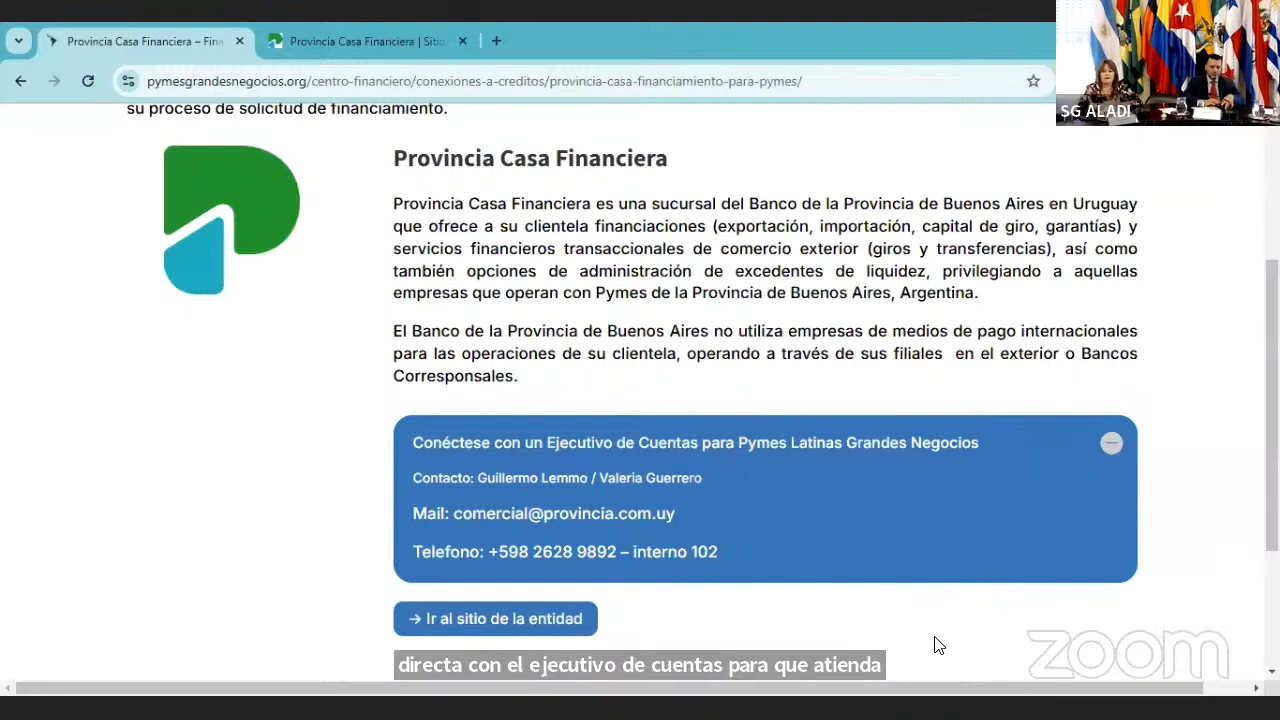 Provincia Casa Financiera – Fin
Provincia Casa Financiera | Sitio
pymesgrandesnegocios.org/centro-financiero/conexiones-a-creditos/provincia-casa-financiamiento-para-pymes/
SG ALADI
su proceso de solicitud de financiamiento.
Provincia Casa Financiera
Provincia Casa Financiera es una sucursal del Banco de la Provincia de Buenos Aires en Uruguay
que ofrece a su clientela financiaciones (exportación, importación, capital de giro, garantías) y
servicios financieros transaccionales de comercio exterior (giros y transferencias), así como
también opciones de administración de excedentes de liquidez, privilegiando a aquellas
empresas que operan con Pymes de la Provincia de Buenos Aires, Argentina.
El Banco de la Provincia de Buenos Aires no utiliza empresas de medios de pago internacionales
para las operaciones de su clientela, operando a través de sus filiales en el exterior o Bancos
Corresponsales.
Conéctese con un Ejecutivo de Cuentas para Pymes Latinas Grandes Negocios
Contacto: Guillermo Lemmo / Valeria Guerrero
Mail: comercial@provincia.com.uy
Telefono: +598 2628 9892 – interno 102
→ Ir al sitio de la entidad
directa con el ejecutivo de cuentas para que atienda
zoom